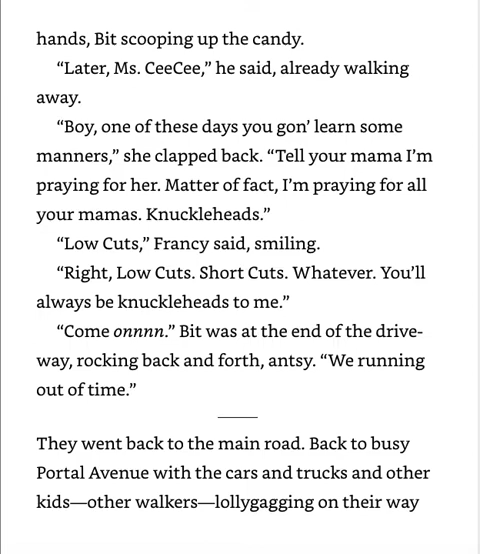 hands, Bit scooping up the candy.
“Later, Ms. CeeCee,” he said, already walking
away.
“Boy, one of these days you gon’ learn some
manners,” she clapped back. “Tell your mama I’m
praying for her. Matter of fact, I’m praying for all
your mamas. Knuckleheads.”
“Low Cuts,” Francy said, smiling.
“Right, Low Cuts. Short Cuts. Whatever. You’ll
always be knuckleheads to me.”
“Come onnnn.” Bit was at the end of the drive-
way, rocking back and forth, antsy. “We running
out of time.”
They went back to the main road. Back to busy
Portal Avenue with the cars and trucks and other
kids—other walkers—lollygagging on their way